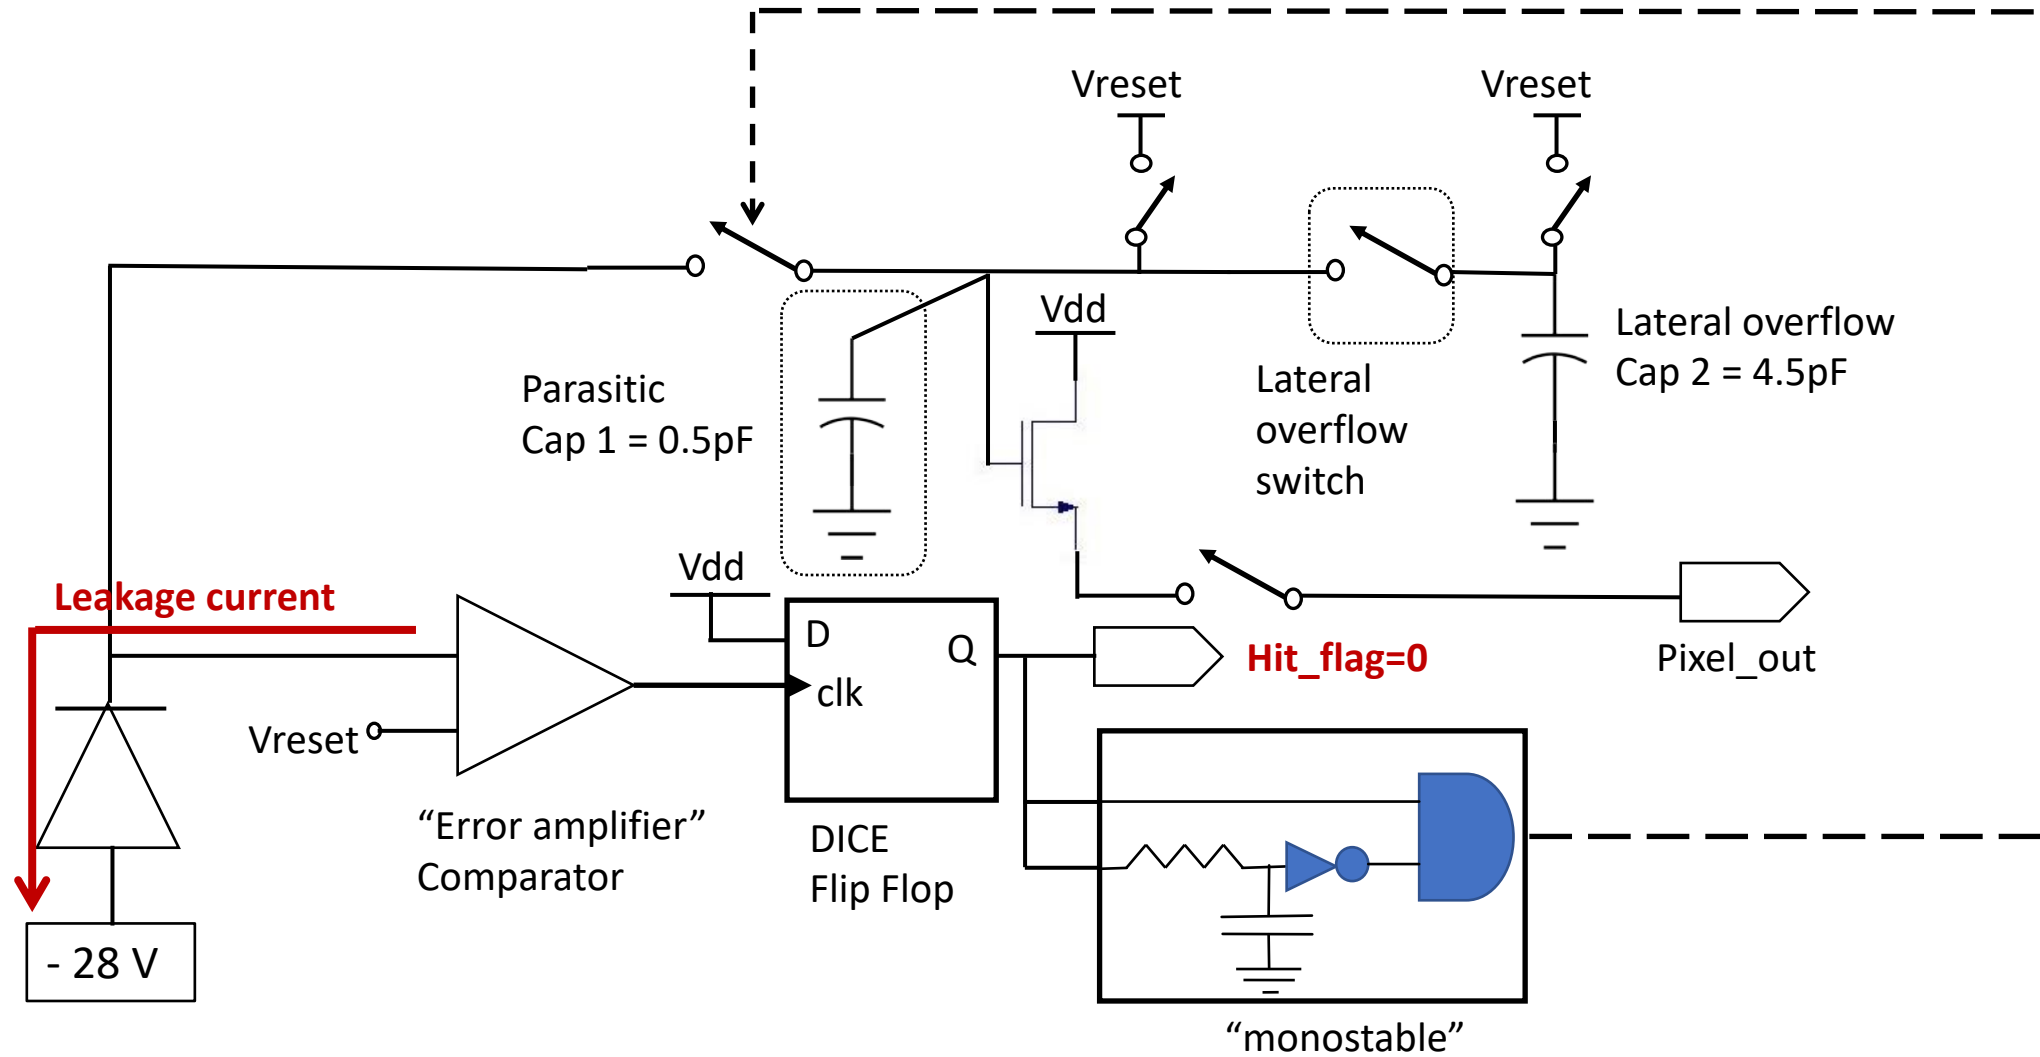 Vreset
Vreset
Vdd
Lateral overflow
Cap 2 = 4.5pF
Parasitic
Cap 1 = 0.5pF
Lateral
overflow
switch
Vdd
Leakage current
D
Q
clk
Hit_flag=0
Pixel_out
Vreset
"Error amplifier"
Comparator
DICE
Flip Flop
- 28 V
"monostable"